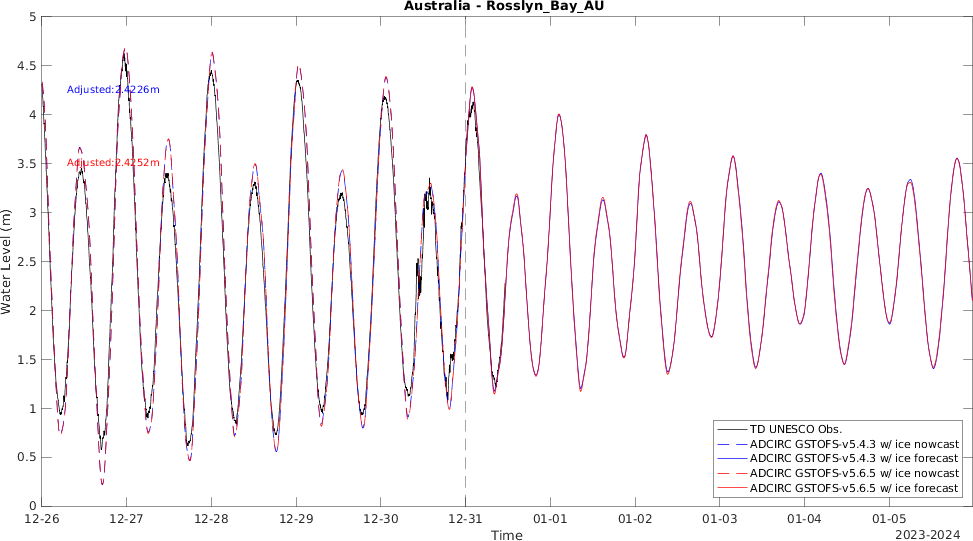 Australia - Rosslyn_Bay_AU
5
4.5
4
3.5
3
2.5
2
1.5
1
0.5
0
Water Level (m)
Adjusted:2.4226m
Adjusted:2.4252m
TD UNESCO Obs.
ADCIRC GSTOFS-v5.4.3 w/ ice nowcast
ADCIRC GSTOFS-v5.4.3 w/ ice forecast
ADCIRC GSTOFS-v5.6.5 w/ ice nowcast
ADCIRC GSTOFS-v5.6.5 w/ ice forecast
12-26 12-27 12-28 12-29 12-30 12-31 01-01 01-02 01-03 01-04 01-05
Time
2023-2024